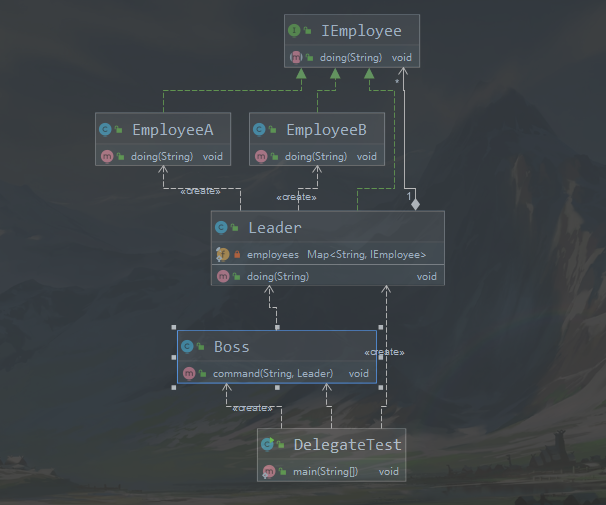 IEmployee
doing(String) void
*
EmployeeA
doing(String) void
EmployeeB
doing(String) void
«create»
«create»
1
Leader
employees Map<String, IEmployee>
doing(String) void
Boss
command(String, Leader) void
«create»
«create»
DelegateTest
main(String[]) void